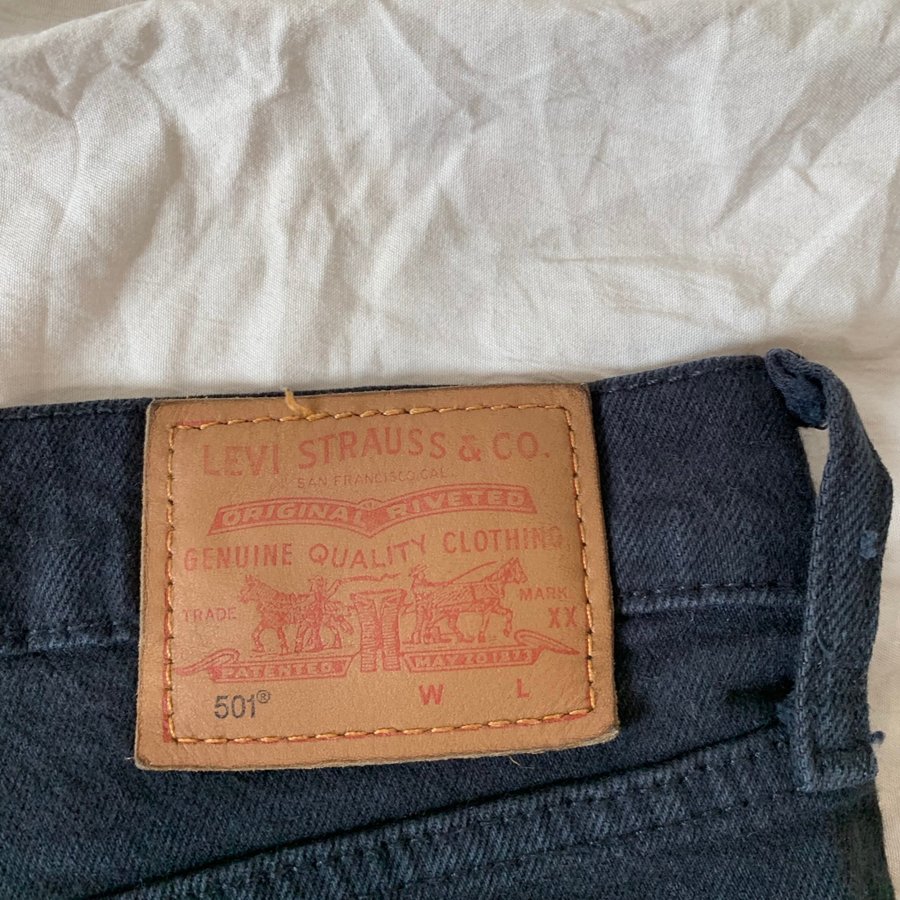 LEVI STRAUSS & CO.
SAN FRANCISCO, CAL.
ORIGINAL RIVETED
GENUINE QUALITY CLOTHING
TRADE MARK
XX
PATENTED MAY 20 1873
501® W L